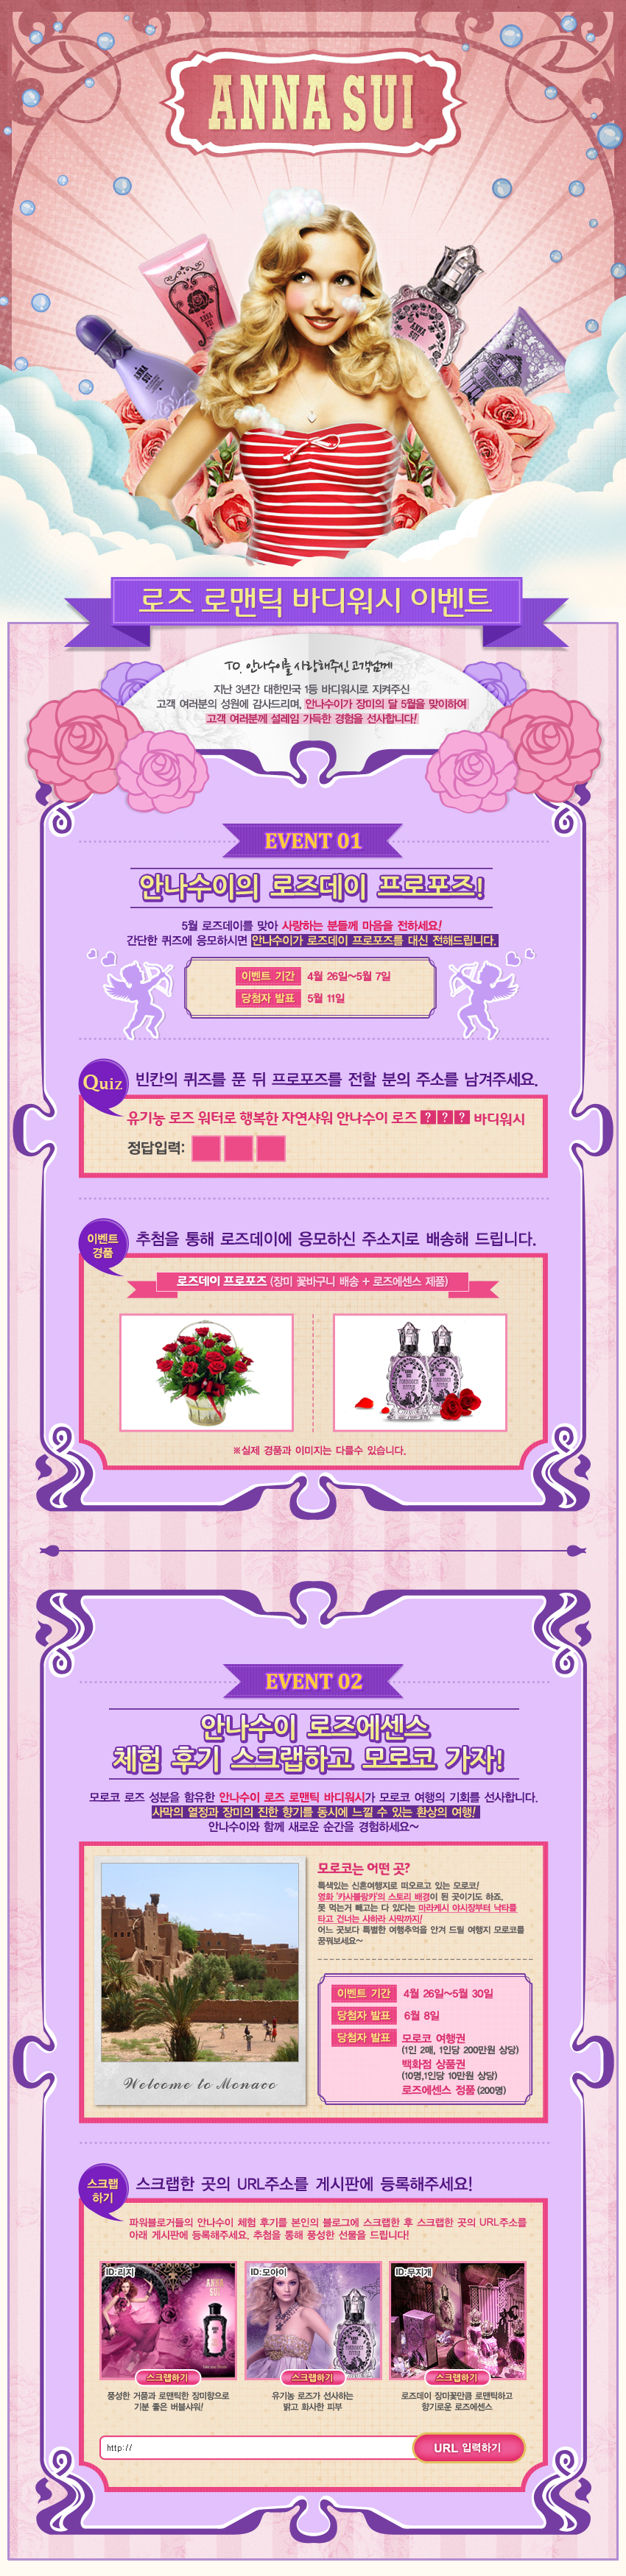 ANNA SUI
로즈 로맨틱 바디워시 이벤트
TO. 안나수이를 사랑해주신 고객님께
지난 3년간 대한민국 1등 바디워시로 지켜주신
고객 여러분의 성원에 감사드리며, 안나수이가 장미의 달 5월을 맞이하여
고객 여러분께 설레임 가득한 경험을 선사합니다!
EVENT 01
안나수이의 로즈데이 프로포즈!
5월 로즈데이를 맞아 사랑하는 분들께 마음을 전하세요!
간단한 퀴즈에 응모하시면 안나수이가 로즈데이 프로포즈를 대신 전해드립니다.
이벤트 기간 4월 26일~5월 7일
당첨자 발표 5월 11일
Quiz 빈칸의 퀴즈를 푼 뒤 프로포즈를 전할 분의 주소를 남겨주세요.
유기농 로즈 워터로 행복한 자연샤워 안나수이 로즈 ? ? ? 바디워시
정답입력:
이벤트
경품
추첨을 통해 로즈데이에 응모하신 주소지로 배송해 드립니다.
로즈데이 프로포즈 (장미 꽃바구니 배송 + 로즈에센스 제품)
※실제 경품과 이미지는 다를수 있습니다.
EVENT 02
안나수이 로즈에센스
체험 후기 스크랩하고 모로코 가자!
모로코 로즈 성분을 함유한 안나수이 로즈 로맨틱 바디워시가 모로코 여행의 기회를 선사합니다.
사막의 열정과 장미의 진한 향기를 동시에 느낄 수 있는 환상의 여행!
안나수이와 함께 새로운 순간을 경험하세요~
Welcome to Monaco
모로코는 어떤 곳?
특색있는 신혼여행지로 떠오르고 있는 모로코!
영화 '카사블랑카'의 스토리 배경이 된 곳이기도 하죠.
못 먹는거 빼고는 다 있다는 마라케시 야시장부터 낙타를
타고 건너는 사하라 사막까지!
어느 곳보다 특별한 여행추억을 안겨 드릴 여행지 모로코를
꿈꿔보세요~
이벤트 기간 4월 26일~5월 30일
당첨자 발표 6월 8일
당첨자 발표 모로코 여행권
(1인 2매, 1인당 200만원 상당)
백화점 상품권
(10명,1인당 10만원 상당)
로즈에센스 정품 (200명)
스크랩
하기
스크랩한 곳의 URL주소를 게시판에 등록해주세요!
파워블로거들의 안나수이 체험 후기를 본인의 블로그에 스크랩한 후 스크랩한 곳의 URL주소를
아래 게시판에 등록해주세요. 추첨을 통해 풍성한 선물을 드립니다!
ID:리지
ID:모아이
ID:무지개
ANNA SUI
스크랩하기
스크랩하기
스크랩하기
풍성한 거품과 로맨틱한 장미향으로
기분 좋은 버블샤워!
유기농 로즈가 선사하는
밝고 화사한 피부
로즈데이 장미꽃만큼 로맨틱하고
향기로운 로즈에센스
http://
URL 입력하기